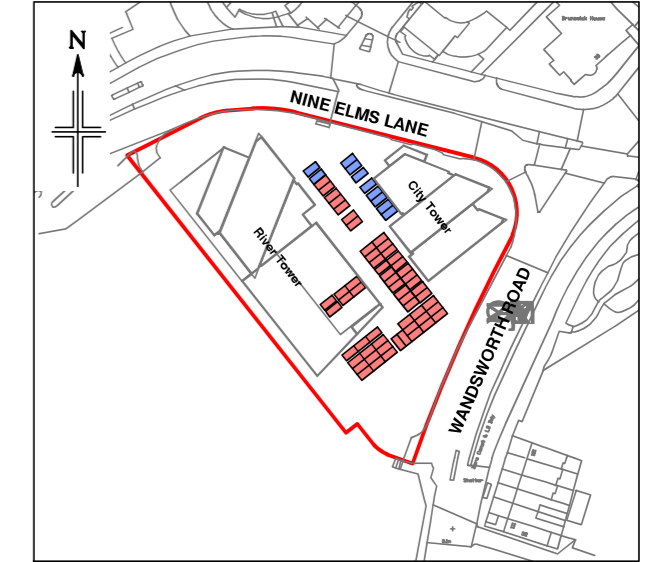 Brunswick House
N
NINE ELMS LANE
City Tower
River Tower
WANDSWORTH ROAD
Shelter